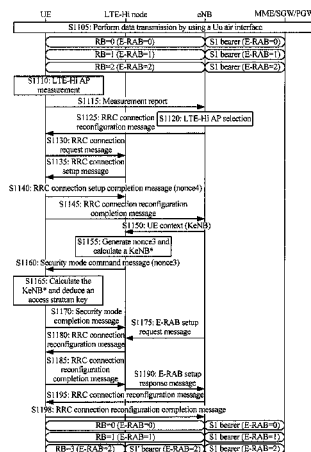 UE LTE-Hi node eNB MME/SGW/PGW
S1105: Perform data transmission by using a Uu air interface
RB=0 (E-RAB=0) S1 bearer (E-RAB=0)
RB=1 (E-RAB=1) S1 bearer (E-RAB=1)
RB=2 (E-RAB=2) S1 bearer (E-RAB=2)
S1110: LTE-Hi AP
measurement
S1115: Measurement report
S1125: RRC connection
reconfiguration message
S1120: LTE-Hi AP selection
S1130: RRC connection
request message
S1135: RRC connection
setup message
S1140: RRC connection setup completion message (nonce4)
S1145: RRC connection reconfiguration
completion message
S1150: UE context (KeNB)
S1155: Generate nonce3 and
calculate a KeNB*
S1160: Security mode command message (nonce3)
S1165: Calculate the
KeNB* and deduce an
access stratum key
S1170: Security mode
completion message
S1175: E-RAB setup
request message
S1180: RRC connection
reconfiguration message
S1185: RRC connection
reconfiguration
completion message
S1190: E-RAB setup
response message
S1195: RRC connection reconfiguration message
S1198: RRC connection reconfiguration completion message
RB=0 (E-RAB=0) S1 bearer (E-RAB=0)
RB=1 (E-RAB=1) S1 bearer (E-RAB=1)
RB=3 (E-RAB=2) S1' bearer (E-RAB=2) S1 bearer (E-RAB=2)